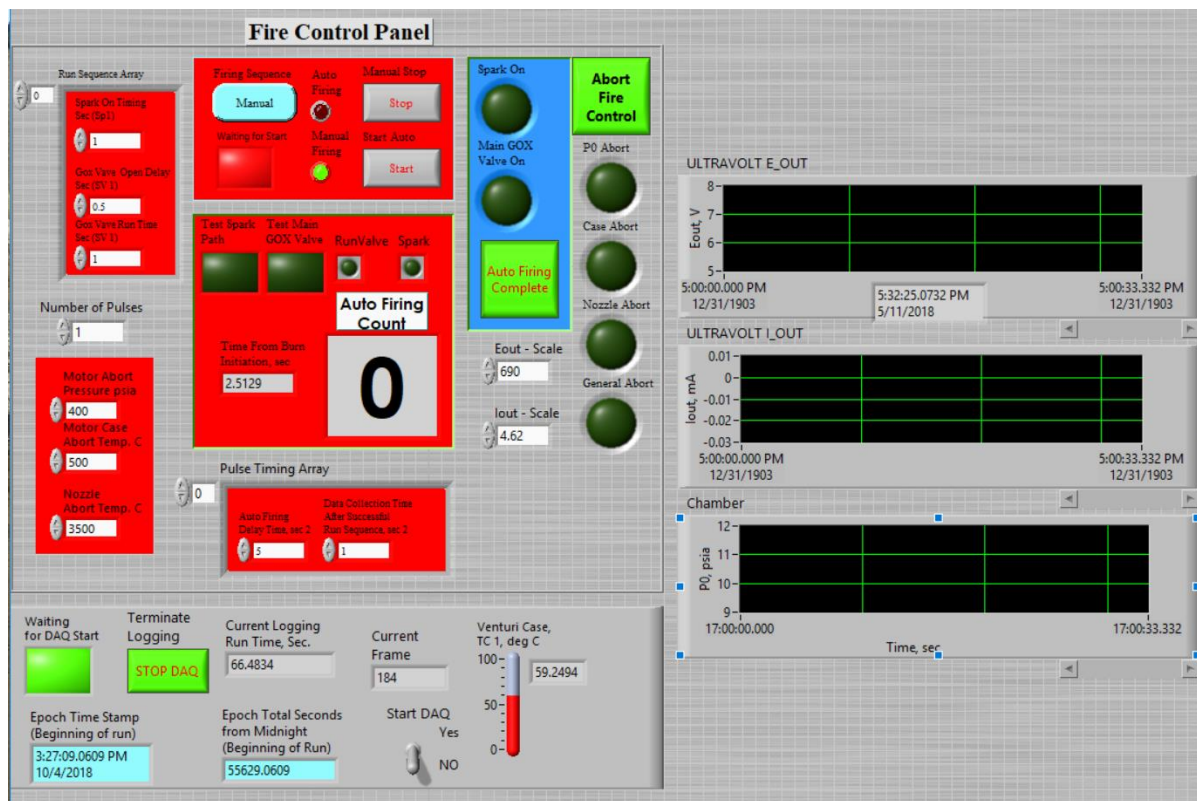 Fire Control Panel
Run Sequence Array
0
Spark On Timing
Sec (Sp1)
1
Gox Vave Open Delay
Sec (SV 1)
0.5
Gox Vave Run Time
Sec (SV 1)
1
Number of Pulses
1
Motor Abort
Pressure psia
400
Motor Case
Abort Temp. C
500
Nozzle
Abort Temp. C
3500
Firing Sequence
Manual
Auto
Firing
Manual Stop
Stop
Waiting for Start
Manual
Firing
Start Auto
Start
Test Spark
Path
Test Main
GOX Valve
RunValve
Spark
Auto Firing
Count
0
Time From Burn
Initiation, sec
2.5129
Pulse Timing Array
0
Auto Firing
Delay Time, sec 2
5
Data Collection Time
After Successful
Run Sequence, sec 2
1
Spark On
Main GOX
Valve On
Auto Firing
Complete
Abort
Fire
Control
P0 Abort
Case Abort
Nozzle Abort
General Abort
Eout - Scale
690
Iout - Scale
4.62
Waiting
for DAQ Start
Terminate
Logging
STOP DAQ
Current Logging
Run Time, Sec.
66.4834
Current
Frame
184
Venturi Case,
TC 1, deg C
100
50
0
59.2494
Epoch Time Stamp
(Beginning of run)
3:27:09.0609 PM
10/4/2018
Epoch Total Seconds
from Midnight
(Beginning of Run)
55629.0609
Start DAQ
Yes
NO
ULTRAVOLT E_OUT
Eout, V
8
7
6
5
5:00:00.000 PM
12/31/1903
5:32:25.0732 PM
5/11/2018
5:00:33.332 PM
12/31/1903
ULTRAVOLT I_OUT
Iout, mA
0.01
0
-0.01
-0.02
-0.03
5:00:00.000 PM
12/31/1903
5:00:33.332 PM
12/31/1903
Chamber
P0, psia
12
11
10
9
17:00:00.000
17:00:33.332
Time, sec